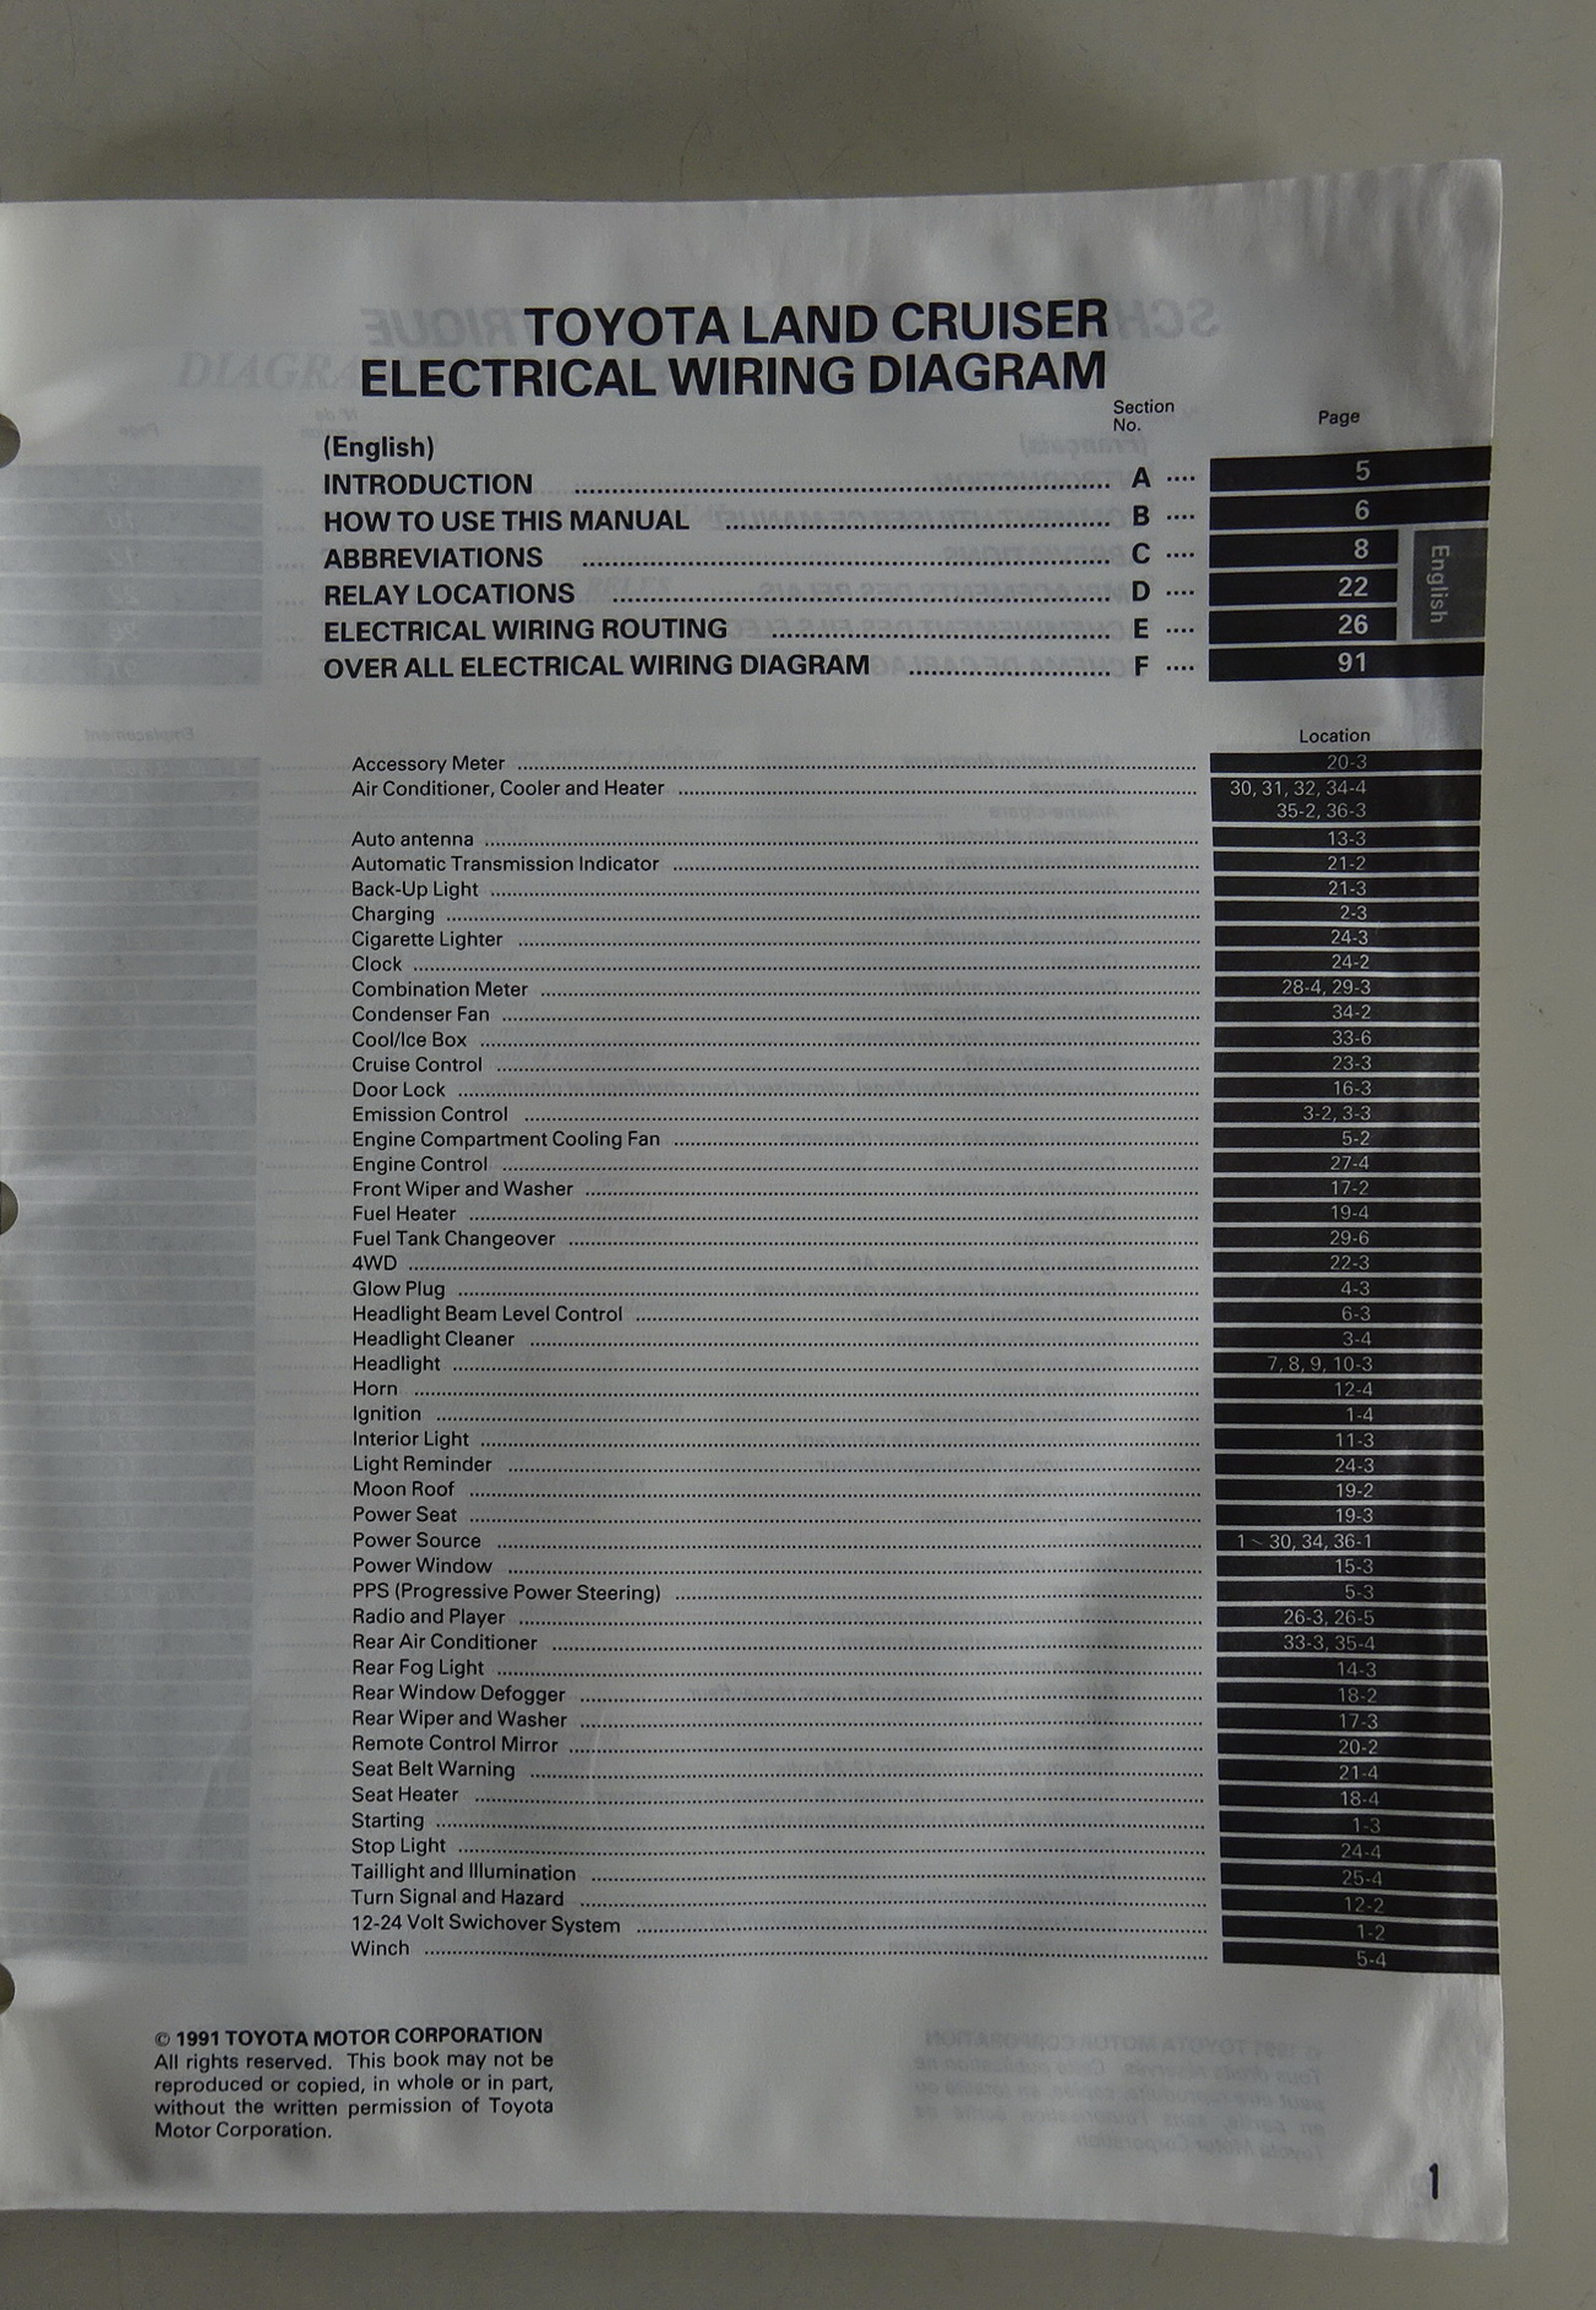 TOYOTA LAND CRUISER
ELECTRICAL WIRING DIAGRAM
Section No. Page
(English)
INTRODUCTION ........ A .... 5
HOW TO USE THIS MANUAL ........ B .... 6
ABBREVIATIONS ........ C .... 8
RELAY LOCATIONS ........ D .... 22
ELECTRICAL WIRING ROUTING ........ E .... 26
OVER ALL ELECTRICAL WIRING DIAGRAM ........ F .... 91
English
Location
Accessory Meter ........ 20-3
Air Conditioner, Cooler and Heater ........ 30, 31, 32, 34-4
35-2, 36-3
Auto antenna ........ 13-3
Automatic Transmission Indicator ........ 21-2
Back-Up Light ........ 21-3
Charging ........ 2-3
Cigarette Lighter ........ 24-3
Clock ........ 24-2
Combination Meter ........ 28-4, 29-3
Condenser Fan ........ 34-2
Cool/Ice Box ........ 33-6
Cruise Control ........ 23-3
Door Lock ........ 16-3
Emission Control ........ 3-2, 3-3
Engine Compartment Cooling Fan ........ 5-2
Engine Control ........ 27-4
Front Wiper and Washer ........ 17-2
Fuel Heater ........ 19-4
Fuel Tank Changeover ........ 29-6
4WD ........ 22-3
Glow Plug ........ 4-3
Headlight Beam Level Control ........ 6-3
Headlight Cleaner ........ 3-4
Headlight ........ 7, 8, 9, 10-3
Horn ........ 12-4
Ignition ........ 1-4
Interior Light ........ 11-3
Light Reminder ........ 24-3
Moon Roof ........ 19-2
Power Seat ........ 19-3
Power Source ........ 1 ~ 30, 34, 36-1
Power Window ........ 15-3
PPS (Progressive Power Steering) ........ 5-3
Radio and Player ........ 26-3, 26-5
Rear Air Conditioner ........ 33-3, 35-4
Rear Fog Light ........ 14-3
Rear Window Defogger ........ 18-2
Rear Wiper and Washer ........ 17-3
Remote Control Mirror ........ 20-2
Seat Belt Warning ........ 21-4
Seat Heater ........ 18-4
Starting ........ 1-3
Stop Light ........ 24-4
Taillight and Illumination ........ 25-4
Turn Signal and Hazard ........ 12-2
12-24 Volt Swichover System ........ 1-2
Winch ........ 5-4
© 1991 TOYOTA MOTOR CORPORATION
All rights reserved. This book may not be
reproduced or copied, in whole or in part,
without the written permission of Toyota
Motor Corporation.
1